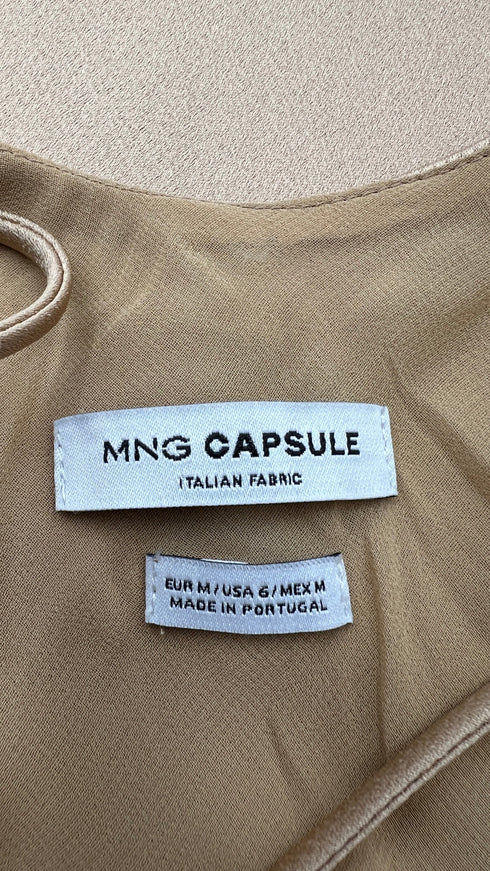 MNG CAPSULE
ITALIAN FABRIC
EUR M / USA 6 / MEX M
MADE IN PORTUGAL